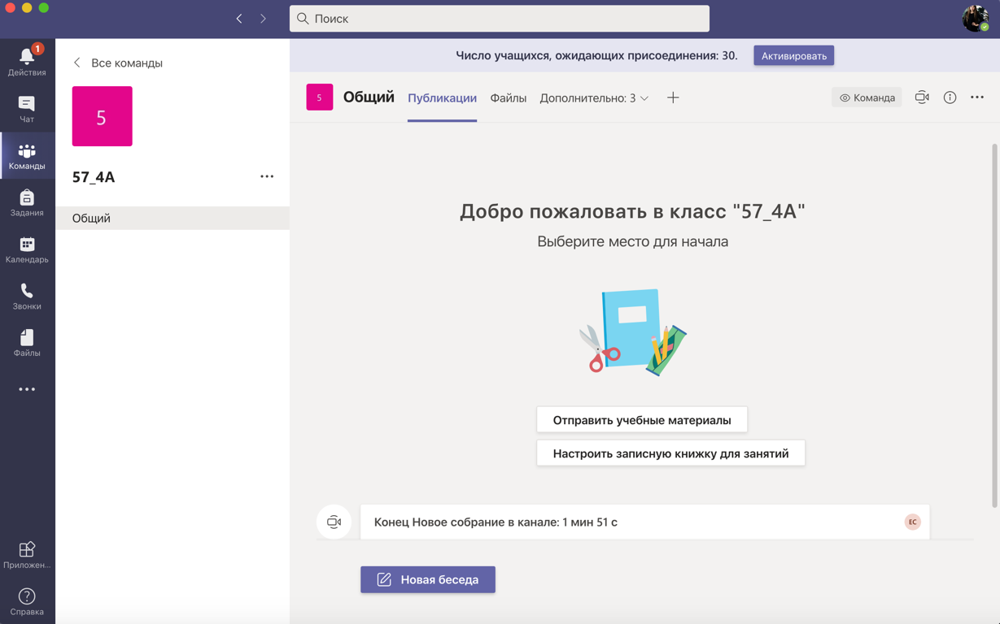 Поиск
1
Действия
Чат
Команды
Задания
Календарь
Звонки
Файлы
Приложен...
Справка
Все команды
5
57_4A
Общий
Число учащихся, ожидающих присоединения: 30.
Активировать
5
Общий
Публикации
Файлы
Дополнительно: 3
Команда
Добро пожаловать в класс "57_4A"
Выберите место для начала
Отправить учебные материалы
Настроить записную книжку для занятий
Конец Новое собрание в канале: 1 мин 51 с
ЕС
Новая беседа